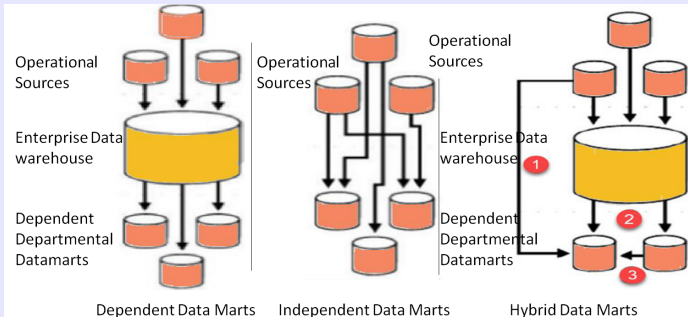 Operational
Sources
Enterprise Data
warehouse
Dependent
Departmental
Datamarts
Dependent Data Marts
Operational
Sources
Independent Data Marts
Operational
Sources
Enterprise Data
warehouse
1
2
Dependent
Departmental
Datamarts
3
Hybrid Data Marts